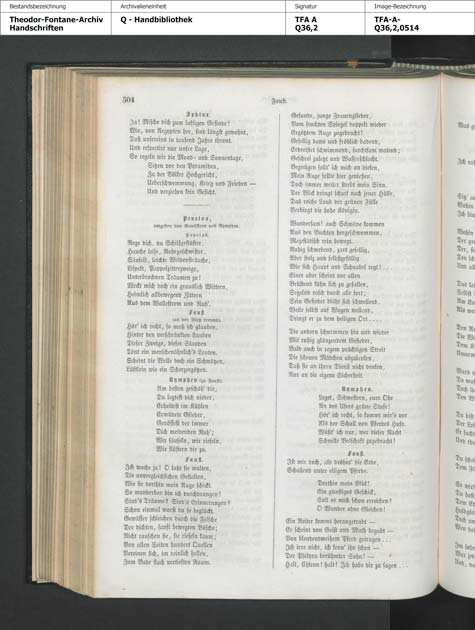 Bestandsbezeichnung
Theodor-Fontane-Archiv
Handschriften
Archivalieneinheit
Q - Handbibliothek
Signatur
TFA A
Q36,2
Image-Bezeichnung
TFA-A-
Q36,2,0514
504
Faust.
Sphinx.
Ja! Mische dich zum luftigen Gesinde!
Wir, von Aegypten her, sind längst gewohnt,
Daß unsereins in tausend Jahre thront.
Und respectirt nur unsre Lage,
So regeln wir die Mond- und Sonnentage,
Sitzen vor den Pyramiden,
Zu der Völker Hochgericht,
Ueberschwemmung, Krieg und Frieden —
Und verziehen kein Gesicht.
Peneios,
umgeben von Gewässern und Nymphen.
Peneios.
Rege dich, du Schilfgeflüster,
Hauche leise, Rohrgeschwister,
Säuselt, leichte Weidensträuche,
Lispelt, Pappelzitterzweige,
Unterbrochnen Träumen zu!
Weckt mich doch ein grauslich Wittern,
Heimlich allbewegend Zittern
Aus dem Wallestrom und Ruh'.
Faust
an den Fluß tretend.
Hör' ich recht, so muß ich glauben,
Hinter den verschränkten Lauben
Dieser Zweige, dieser Stauden
Tönt ein menschenähnlich's Lauten.
Scheint die Welle doch ein Schwätzen,
Lüftlein wie ein Scherzergötzen.
Nymphen (zu Faust).
Am besten geschäh' dir,
Du legtest dich nieder,
Erholtest im Kühlen
Ermüdete Glieder,
Genössest der immer
Dich meidenden Ruh';
Wir säuseln, wir rieseln,
Wir flüstern dir zu.
Faust.
Ich wache ja! O laßt sie walten,
Die unvergleichlichen Gestalten,
Wie sie dorthin mein Auge schickt.
So wunderbar bin ich durchdrungen!
Sind's Träume? Sind's Erinnerungen?
Schon einmal warst du so beglückt.
Gewässer schleichen durch die Frische
Der dichten, sanft bewegten Büsche;
Nicht rauschen sie, sie rieseln kaum;
Von allen Seiten hundert Quellen
Vereinen sich, im reinlich hellen,
Zum Bade flach vertieften Raum.
Gesunde, junge Frauenglieder,
Vom feuchten Spiegel doppelt wieder
Ergötztem Auge zugebracht!
Gesellig dann und fröhlich badend,
Erdreistet schwimmend, furchtsam watend;
Geschrei zuletzt und Wasserschlacht.
Begnügen sollt' ich mich an diesen,
Mein Auge sollte hier genießen,
Doch immer weiter strebt mein Sinn.
Der Blick dringt scharf nach jener Hülle,
Das reiche Laub der grünen Fülle
Verbirgt die hohe Königin.
Wundersam! auch Schwäne kommen
Aus den Buchten hergeschwommen,
Majestätisch rein bewegt.
Ruhig schwebend, zart gesellig,
Aber stolz und selbstgefällig
Wie sich Haupt und Schnabel regt! . .
Einer aber scheint vor allen
Brüstend kühn sich zu gefallen,
Segelnd rasch durch alle fort;
Sein Gefieder bläht sich schwellend,
Welle selbst auf Wogen wellend,
Dringt er zu dem heiligen Ort . . . .
Die andern schwimmen hin und wieder
Mit ruhig glänzendem Gefieder,
Bald auch in regem prächtigen Streit
Die scheuen Mädchen abzulenken,
Daß sie an ihren Dienst nicht denken,
Nur an die eigne Sicherheit.
Nymphen.
Leget, Schwestern, euer Ohr
An des Ufers grüne Stufe!
Hör' ich recht, so kommt mir's vor
Als der Schall von Pferdes Hufe.
Wüßt' ich nur, wer dieser Nacht
Schnelle Botschaft zugebracht!
Faust.
Ist mir doch, als dröhnt' die Erde,
Schallend unter eiligem Pferde.
Dorthin mein Blick!
Ein günstiges Geschick,
Soll es mich schon erreichen?
O Wunder ohne Gleichen!
Ein Reiter kommt herangetrabt —
Er scheint von Geist und Muth begabt —
Von blendendweißem Pferd getragen . . .
Ich irre nicht, ich kenn' ihn schon —
Der Philyra berühmter Sohn! —
Halt, Chiron! halt! Ich habe dir zu sagen . . .